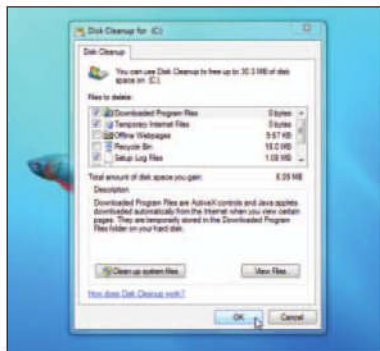 Disk Cleanup for (C:)
Disk Cleanup
You can use Disk Cleanup to free up to 30.3 MB of disk
space on (C:).
Files to delete:
Downloaded Program Files 0 bytes
Temporary Internet Files 0 bytes
Offline Webpages 9.67 KB
Recycle Bin 18.0 MB
Setup Log Files 1.08 MB
Total amount of disk space you gain: 6.09 MB
Description
Downloaded Program Files are ActiveX controls and Java applets
downloaded automatically from the Internet when you view certain
pages. They are temporarily stored in the Downloaded Program
Files folder on your hard disk.
Clean up system files
View Files
How does Disk Cleanup work?
OK
Cancel